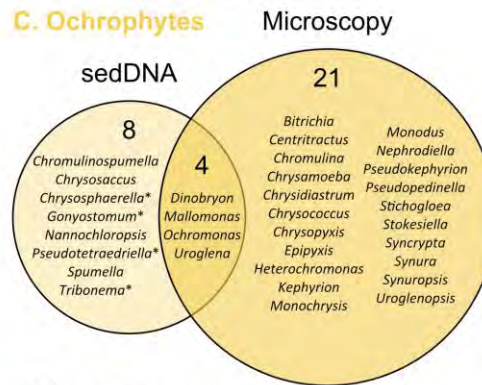 C. Ochrophytes
Microscopy
sedDNA
8
Chromulinospumella
Chrysosaccus
Chrysosphaerella*
Gonyostomum*
Nannochloropsis
Pseudotetraedriella*
Spumella
Tribonema*
4
Dinobryon
Mallomonas
Ochromonas
Uroglena
21
Bitrichia
Centritractus
Chromulina
Chrysamoeba
Chrysidiastrum
Chrysococcus
Chrysopyxis
Epipyxis
Heterochromonas
Kephyrion
Monochrysis
Monodus
Nephrodiella
Pseudokephyrion
Pseudopedinella
Stichogloea
Stokesiella
Syncrypta
Synura
Synuropsis
Uroglenopsis